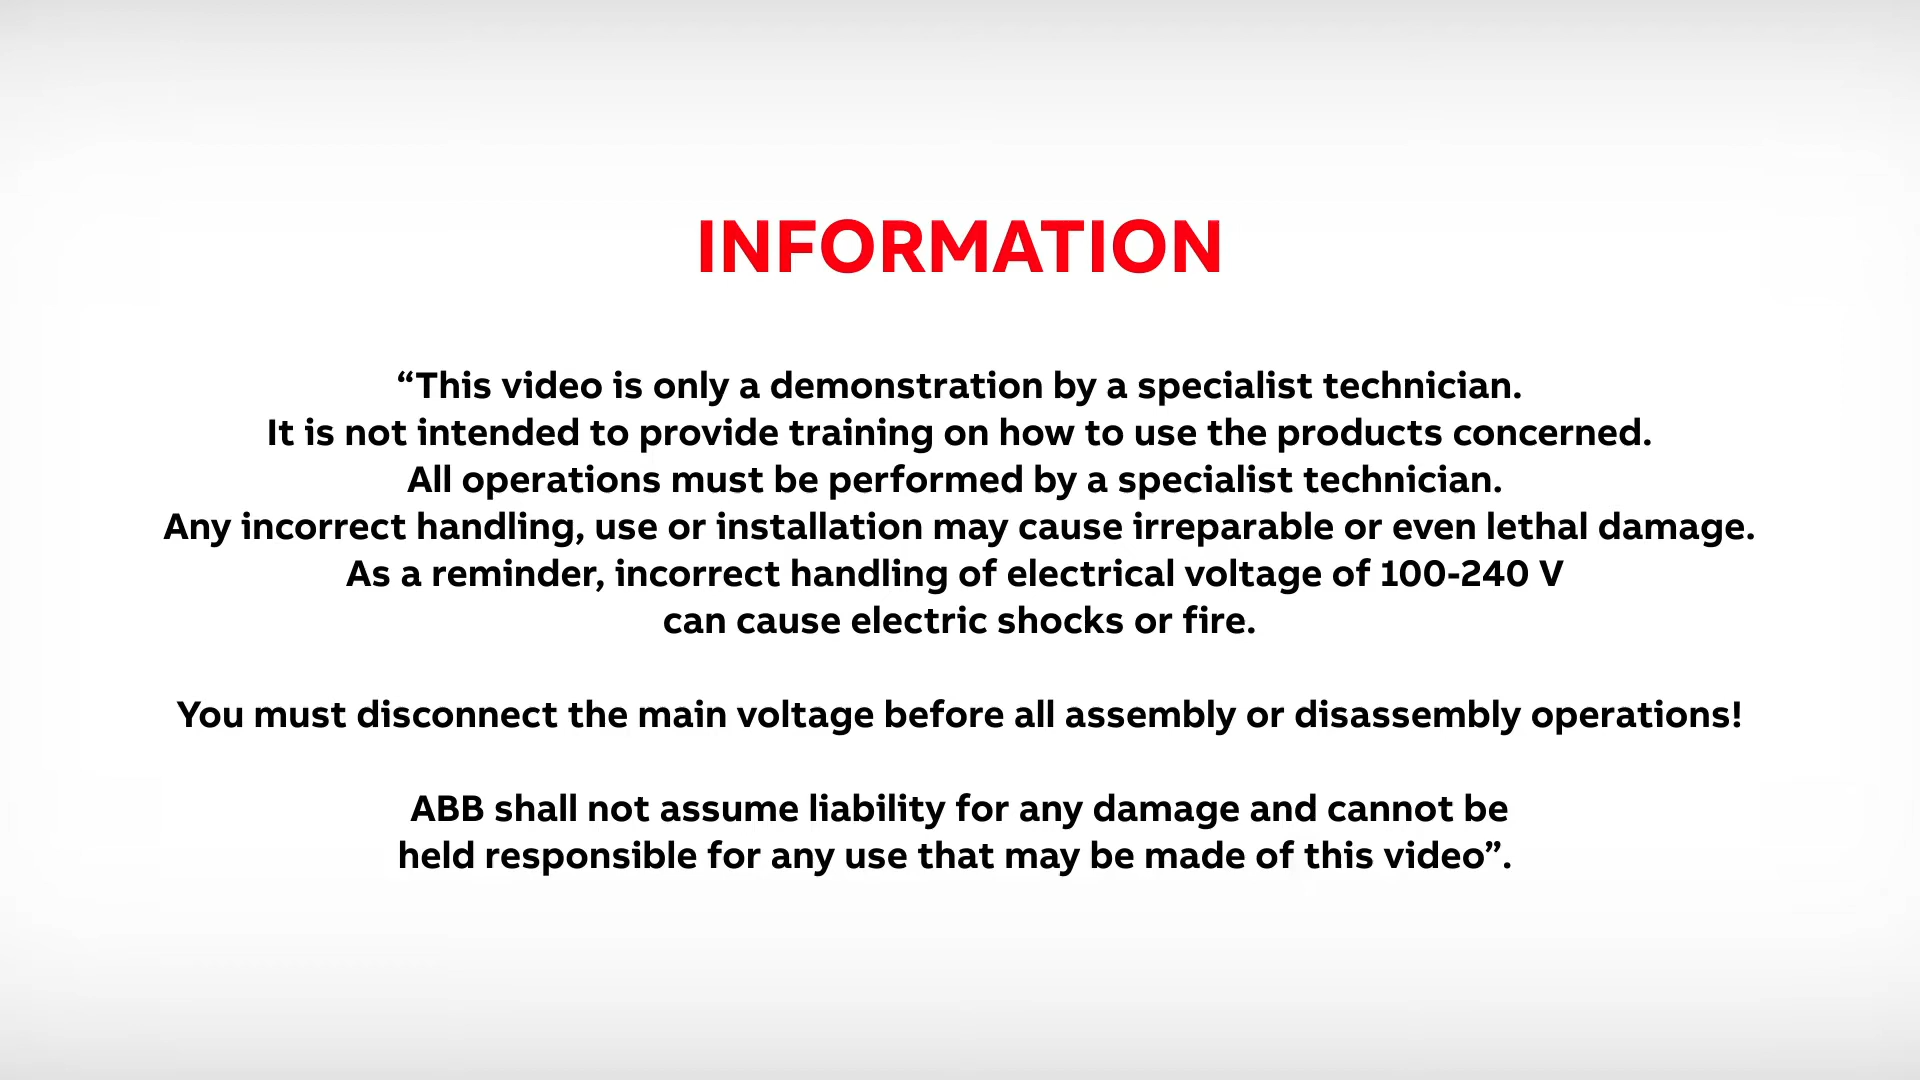 INFORMATION
“This video is only a demonstration by a specialist technician.
It is not intended to provide training on how to use the products concerned.
All operations must be performed by a specialist technician.
Any incorrect handling, use or installation may cause irreparable or even lethal damage.
As a reminder, incorrect handling of electrical voltage of 100-240 V
can cause electric shocks or fire.
You must disconnect the main voltage before all assembly or disassembly operations!
ABB shall not assume liability for any damage and cannot be
held responsible for any use that may be made of this video”.